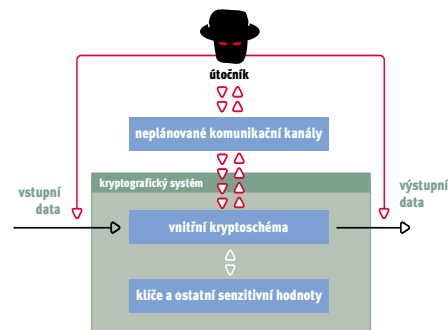 útočník
neplánované komunikační kanály
kryptografický systém
vstupní
data
výstupní
data
vnitřní kryptoschéma
klíče a ostatní senzitivní hodnoty